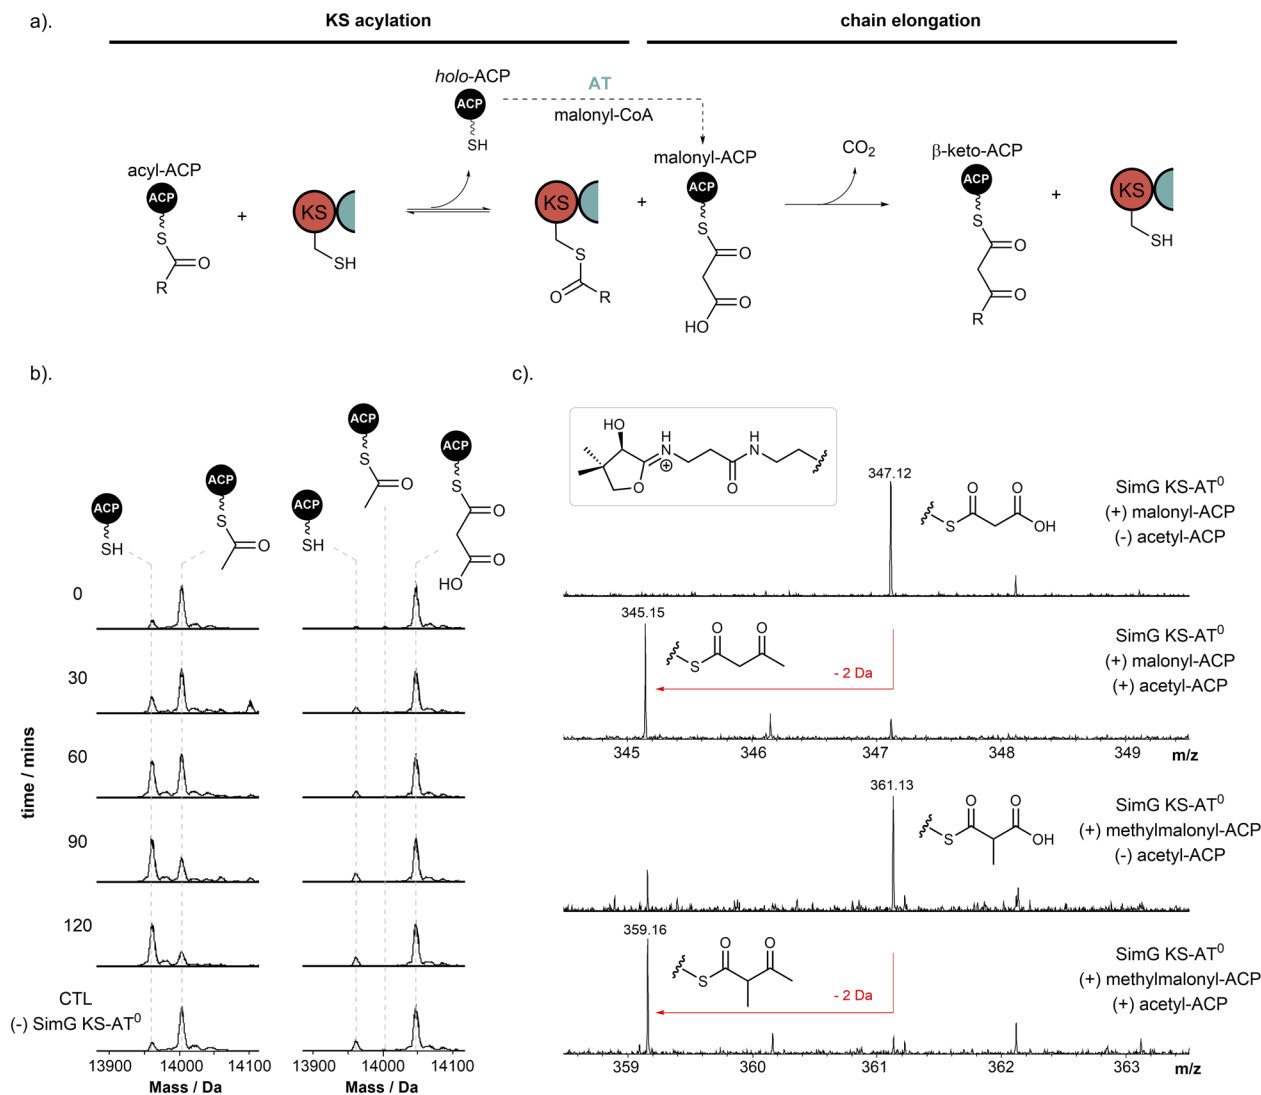 a).
KS acylation
chain elongation
holo-ACP
ACP
SH
AT
malonyl-CoA
acyl-ACP
ACP
S
O
R
+
KS
SH
KS
S
O
R
+
malonyl-ACP
ACP
S
O
O
HO
CO2
β-keto-ACP
ACP
S
O
O
R
+
KS
SH
b).
ACP
SH
ACP
S
O
ACP
SH
ACP
S
O
ACP
S
O
O
HO
time / mins
0
30
60
90
120
CTL
(-) SimG KS-AT⁰
13900 14000 14100
Mass / Da
13900 14000 14100
Mass / Da
c).
HO
H
N
⊕
O
O
H
N
347.12
S
O
O
OH
SimG KS-AT⁰
(+) malonyl-ACP
(-) acetyl-ACP
345.15
S
O
O
- 2 Da
SimG KS-AT⁰
(+) malonyl-ACP
(+) acetyl-ACP
345 346 347 348 349 m/z
361.13
S
O
O
OH
SimG KS-AT⁰
(+) methylmalonyl-ACP
(-) acetyl-ACP
359.16
S
O
O
- 2 Da
SimG KS-AT⁰
(+) methylmalonyl-ACP
(+) acetyl-ACP
359 360 361 362 363 m/z